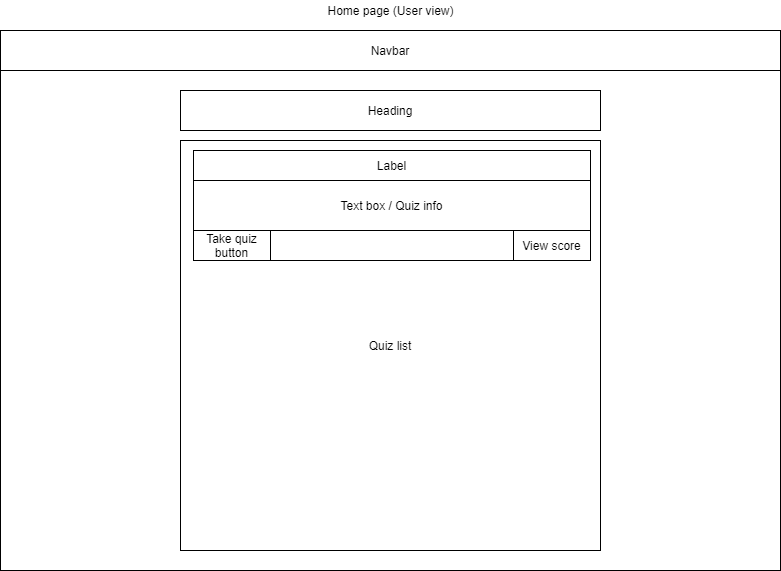 Home page (User view)
Navbar
Heading
Label
Text box / Quiz info
Take quiz
button
View score
Quiz list